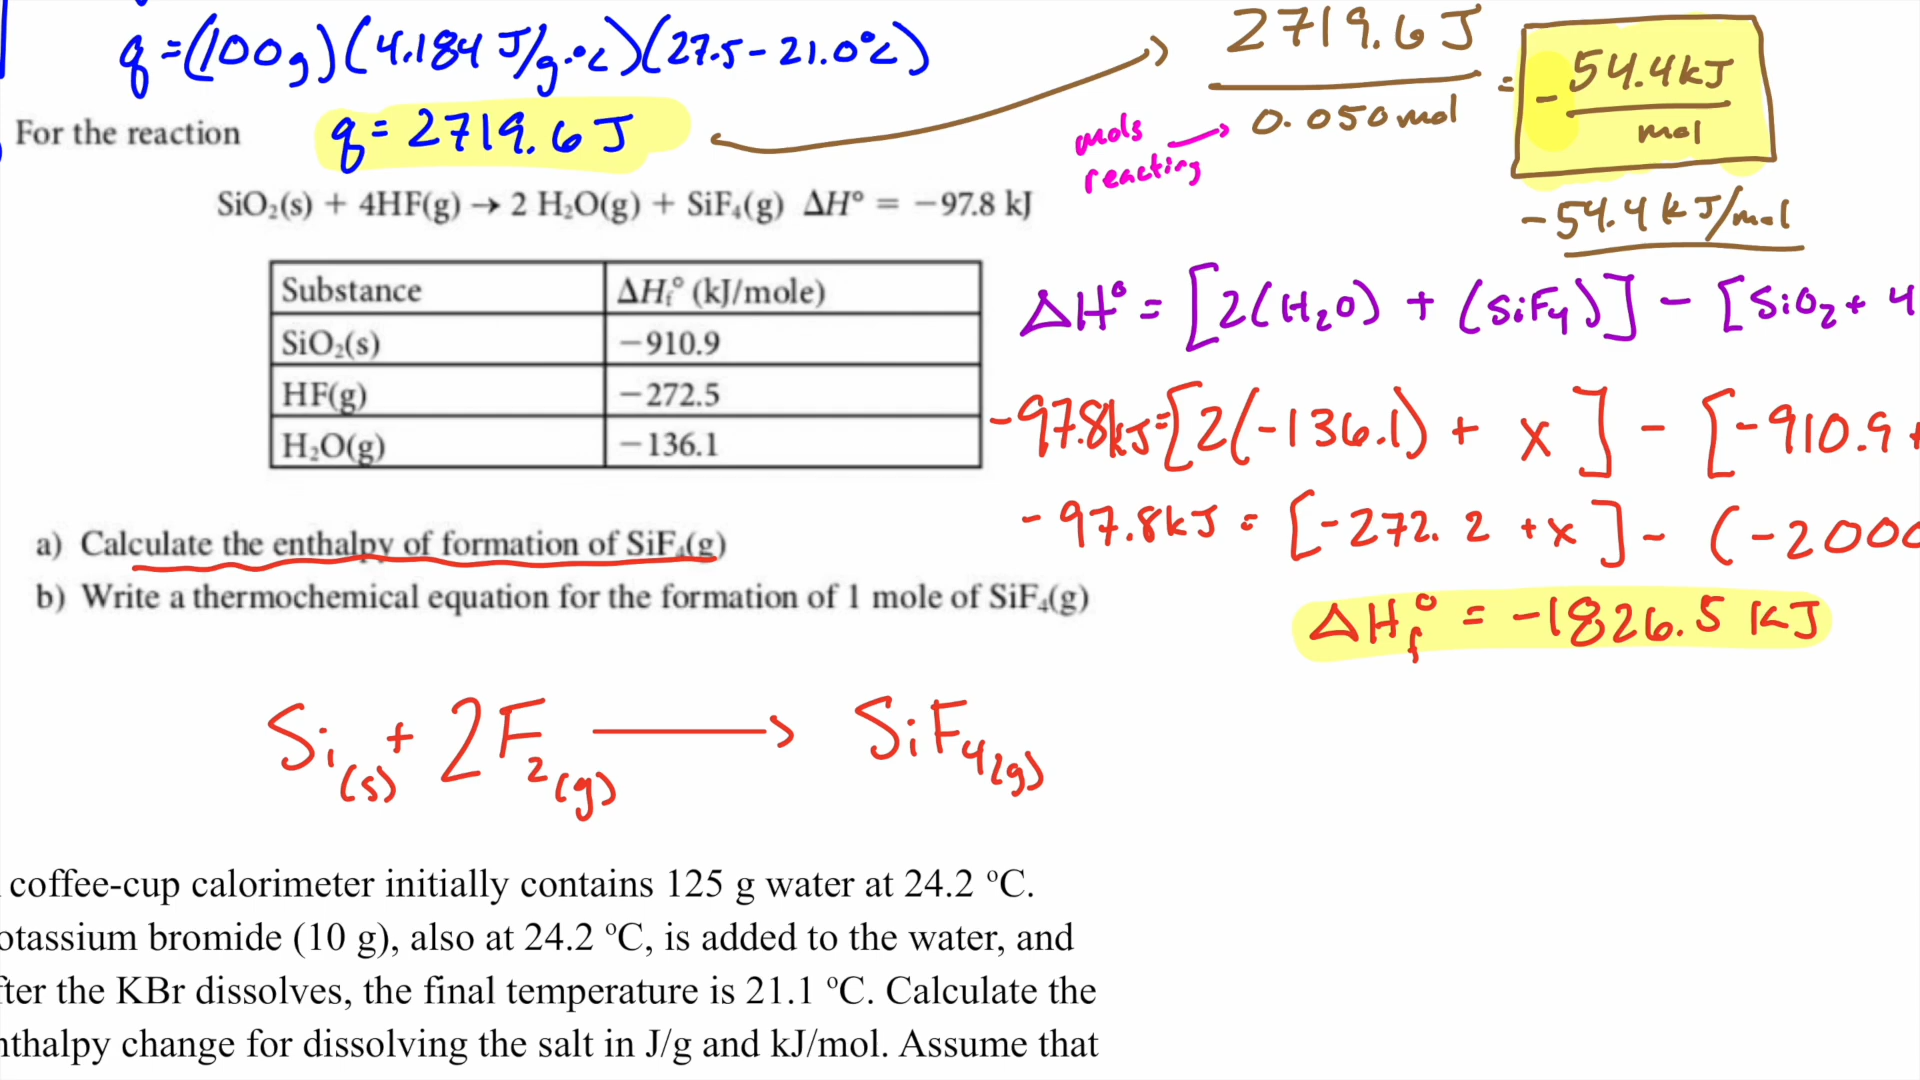 q=(100g)(4.184 J/g·°C)(27.5-21.0°C)
q= 2719.6 J
2719.6 J
0.050 mol
= - 54.4 kJ
mol
mols
reacting
-54.4 kJ/mol
For the reaction
SiO₂(s) + 4HF(g) → 2 H₂O(g) + SiF₄(g) ΔH° = −97.8 kJ
Substance ΔHf° (kJ/mole)
SiO₂(s) −910.9
HF(g) −272.5
H₂O(g) −136.1
ΔH° = [2(H₂O) + (SiF₄)] - [SiO₂ + 4
-97.8kJ=[2(-136.1) + x ] - [-910.9 +
-97.8kJ = [-272.2 +x ] - (-2000
ΔHf° = -1826.5 kJ
a) Calculate the enthalpy of formation of SiF₄(g)
b) Write a thermochemical equation for the formation of 1 mole of SiF₄(g)
Si(s) + 2F₂(g) → SiF₄(g)
coffee-cup calorimeter initially contains 125 g water at 24.2 °C.
otassium bromide (10 g), also at 24.2 °C, is added to the water, and
fter the KBr dissolves, the final temperature is 21.1 °C. Calculate the
nthalpy change for dissolving the salt in J/g and kJ/mol. Assume that